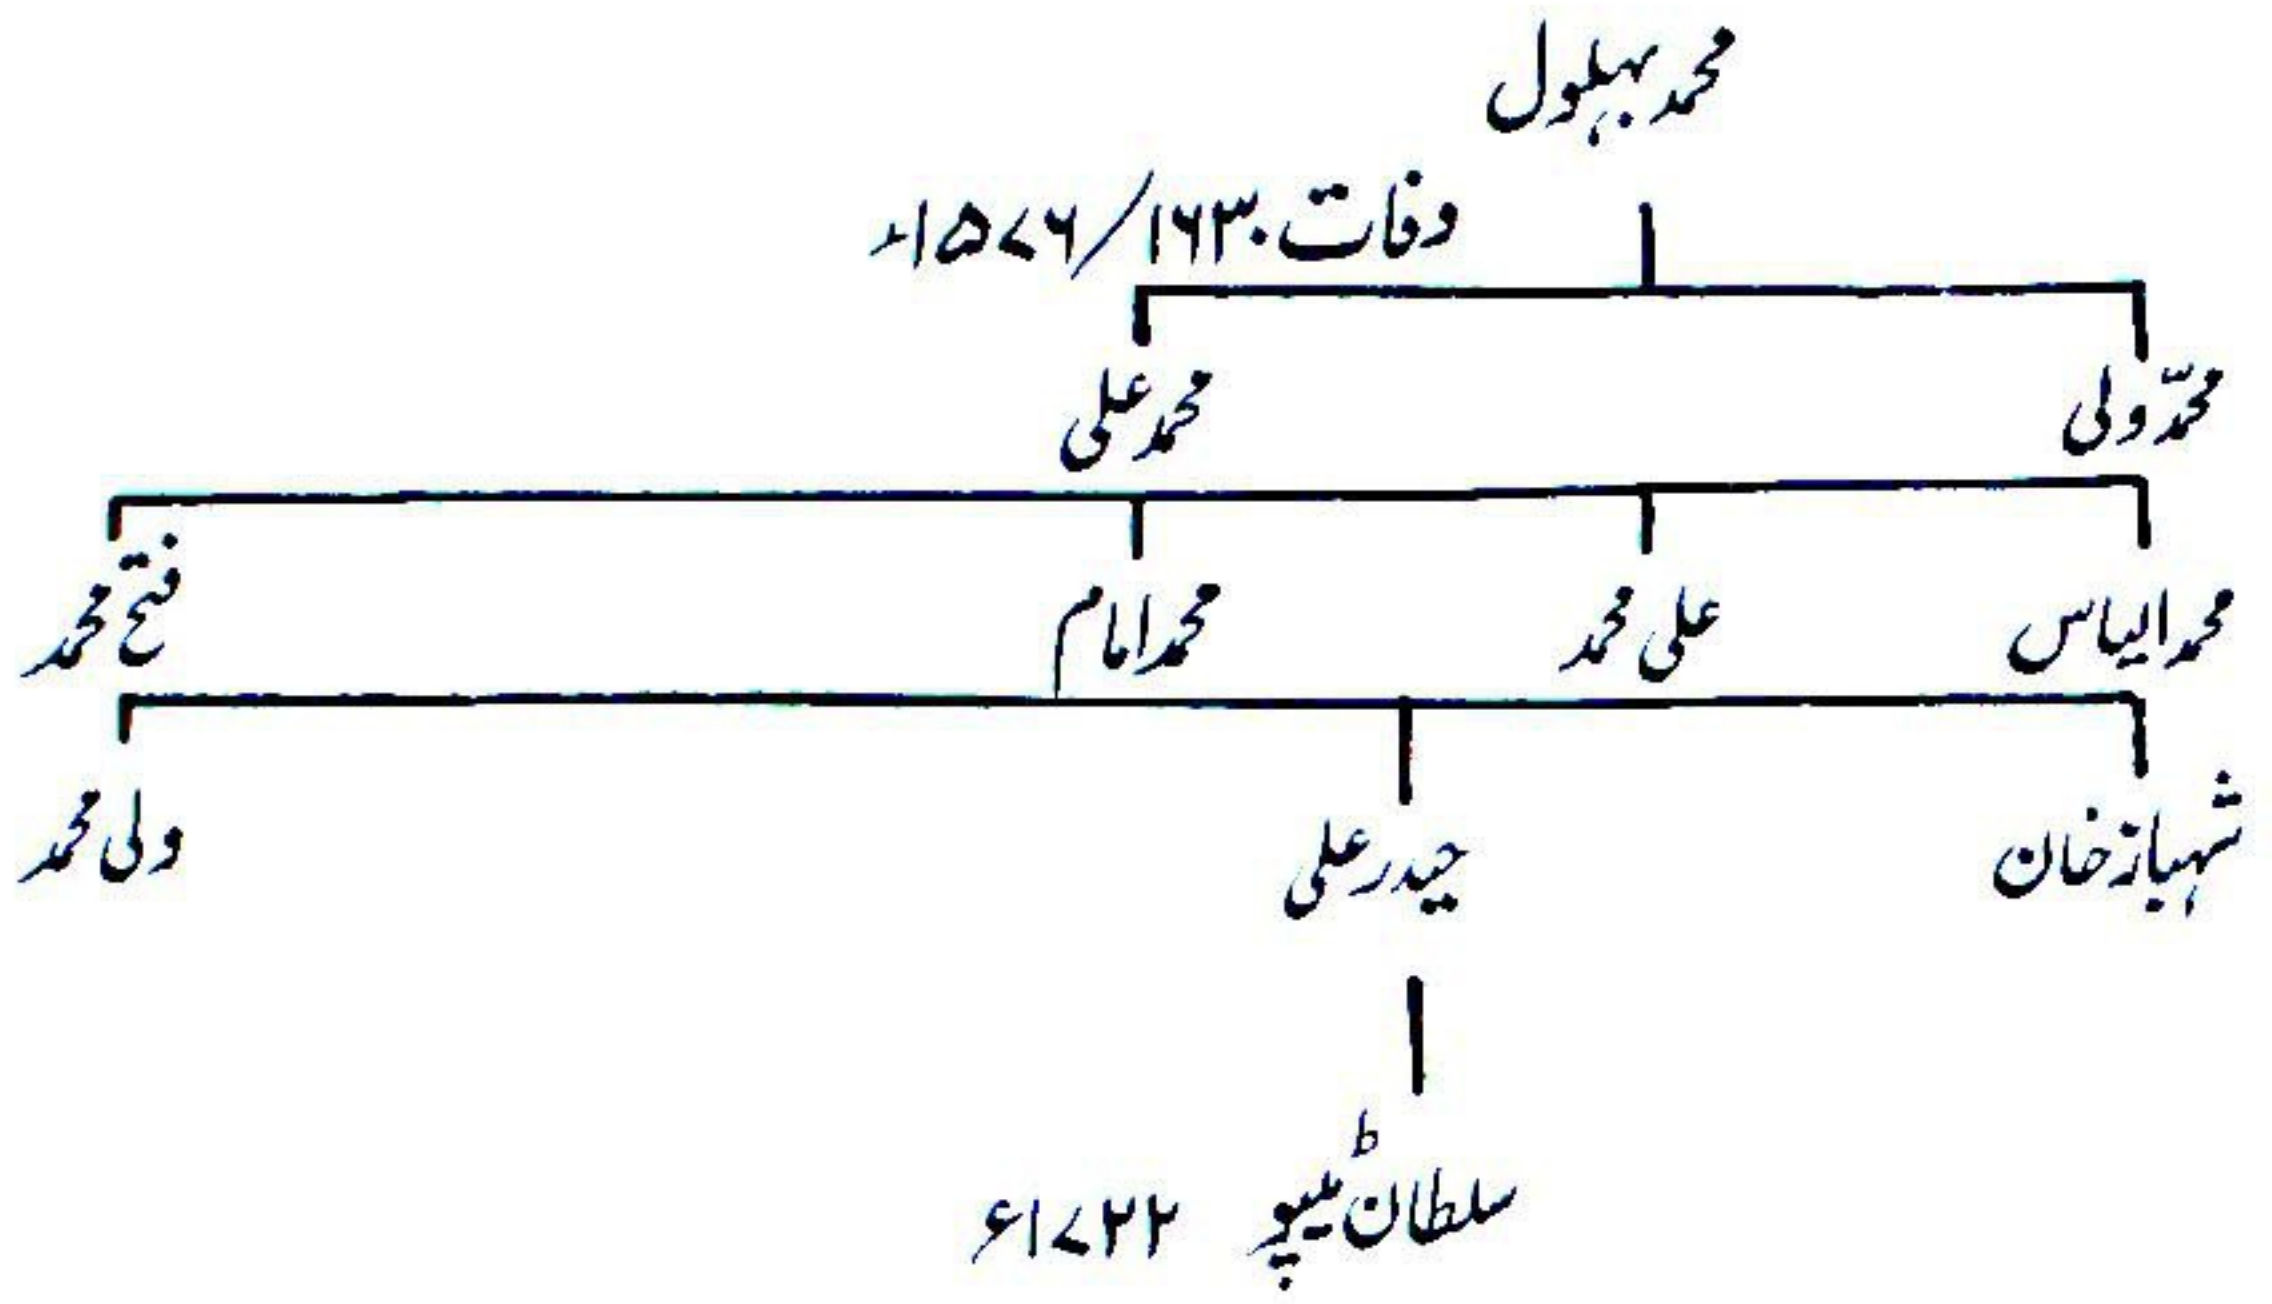 محمد بہلول
وفات ۱۶۳۰/۱۵۷۶ء
محمدّ ولی محمد علی
محمد الیاس علی محمد محمد امام فتح محمد
شہباز خان حیدر علی ولی محمد
سلطان ٹیپو ۱۷۲۲ء